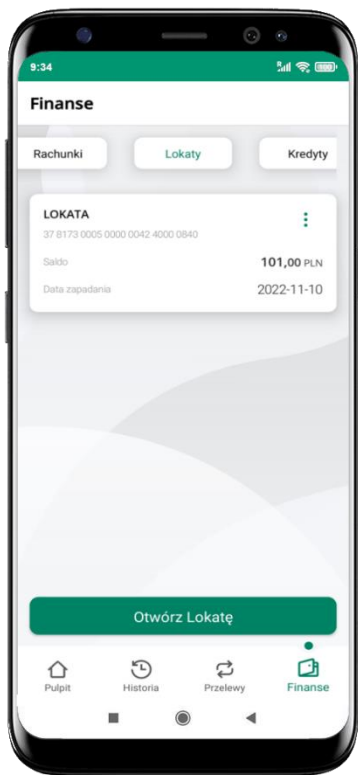 9:34
Finanse
Rachunki Lokaty Kredyty
LOKATA
37 8173 0005 0000 0042 4000 0840
Saldo 101,00 PLN
Data zapadania 2022-11-10
Otwórz Lokatę
Pulpit Historia Przelewy Finanse